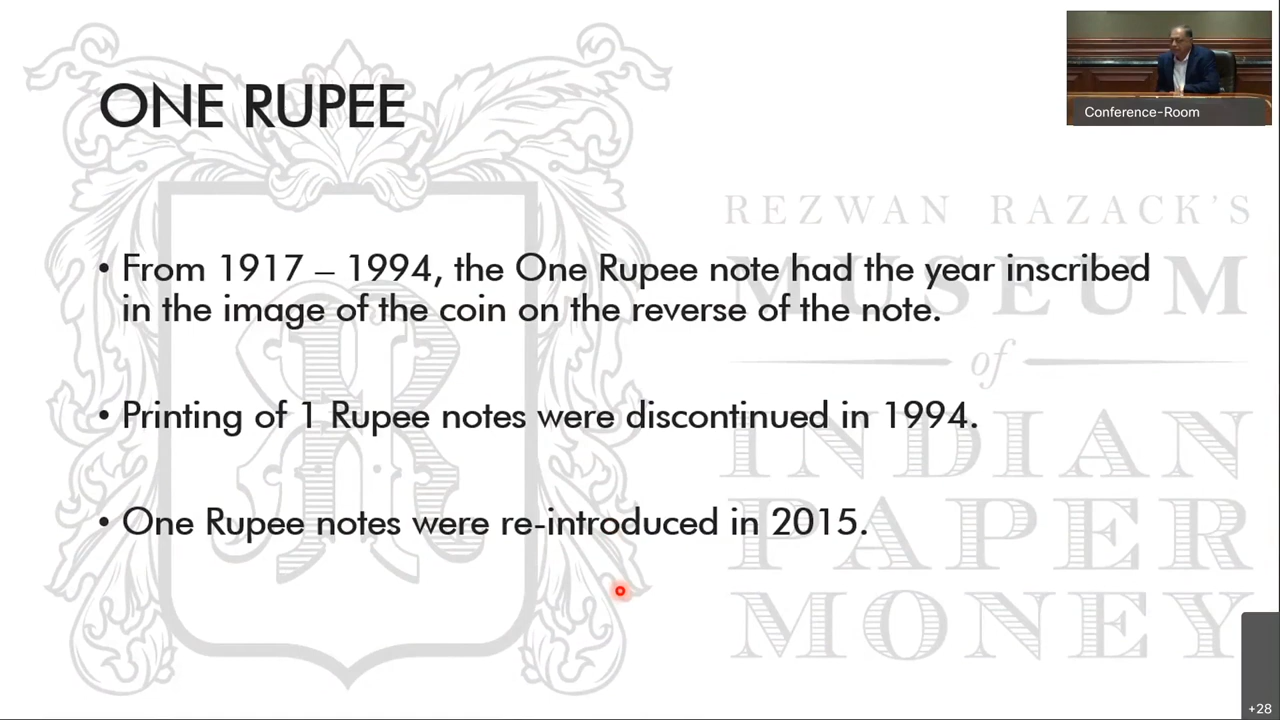 ONE RUPEE
Conference-Room
REZWAN RAZACK'S
MUSEUM
of
INDIAN
PAPER
MONEY
• From 1917 – 1994, the One Rupee note had the year inscribed
in the image of the coin on the reverse of the note.
• Printing of 1 Rupee notes were discontinued in 1994.
• One Rupee notes were re-introduced in 2015.
+28